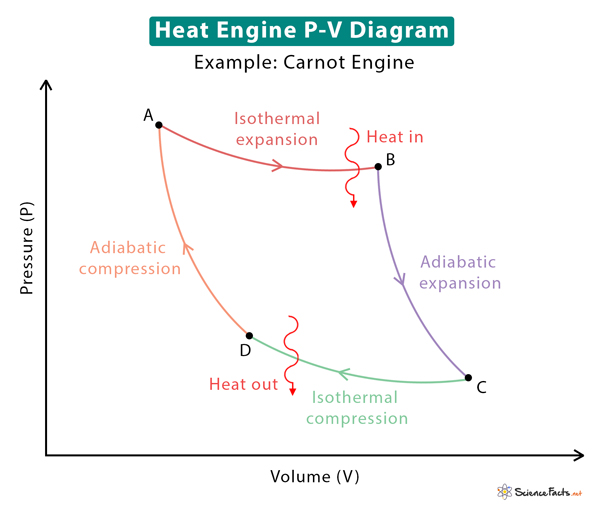 Heat Engine P-V Diagram
Example: Carnot Engine
A
Isothermal
expansion
Heat in
B
Adiabatic
compression
Adiabatic
expansion
Pressure (P)
D
Heat out
Isothermal
compression
C
Volume (V)
ScienceFacts.net